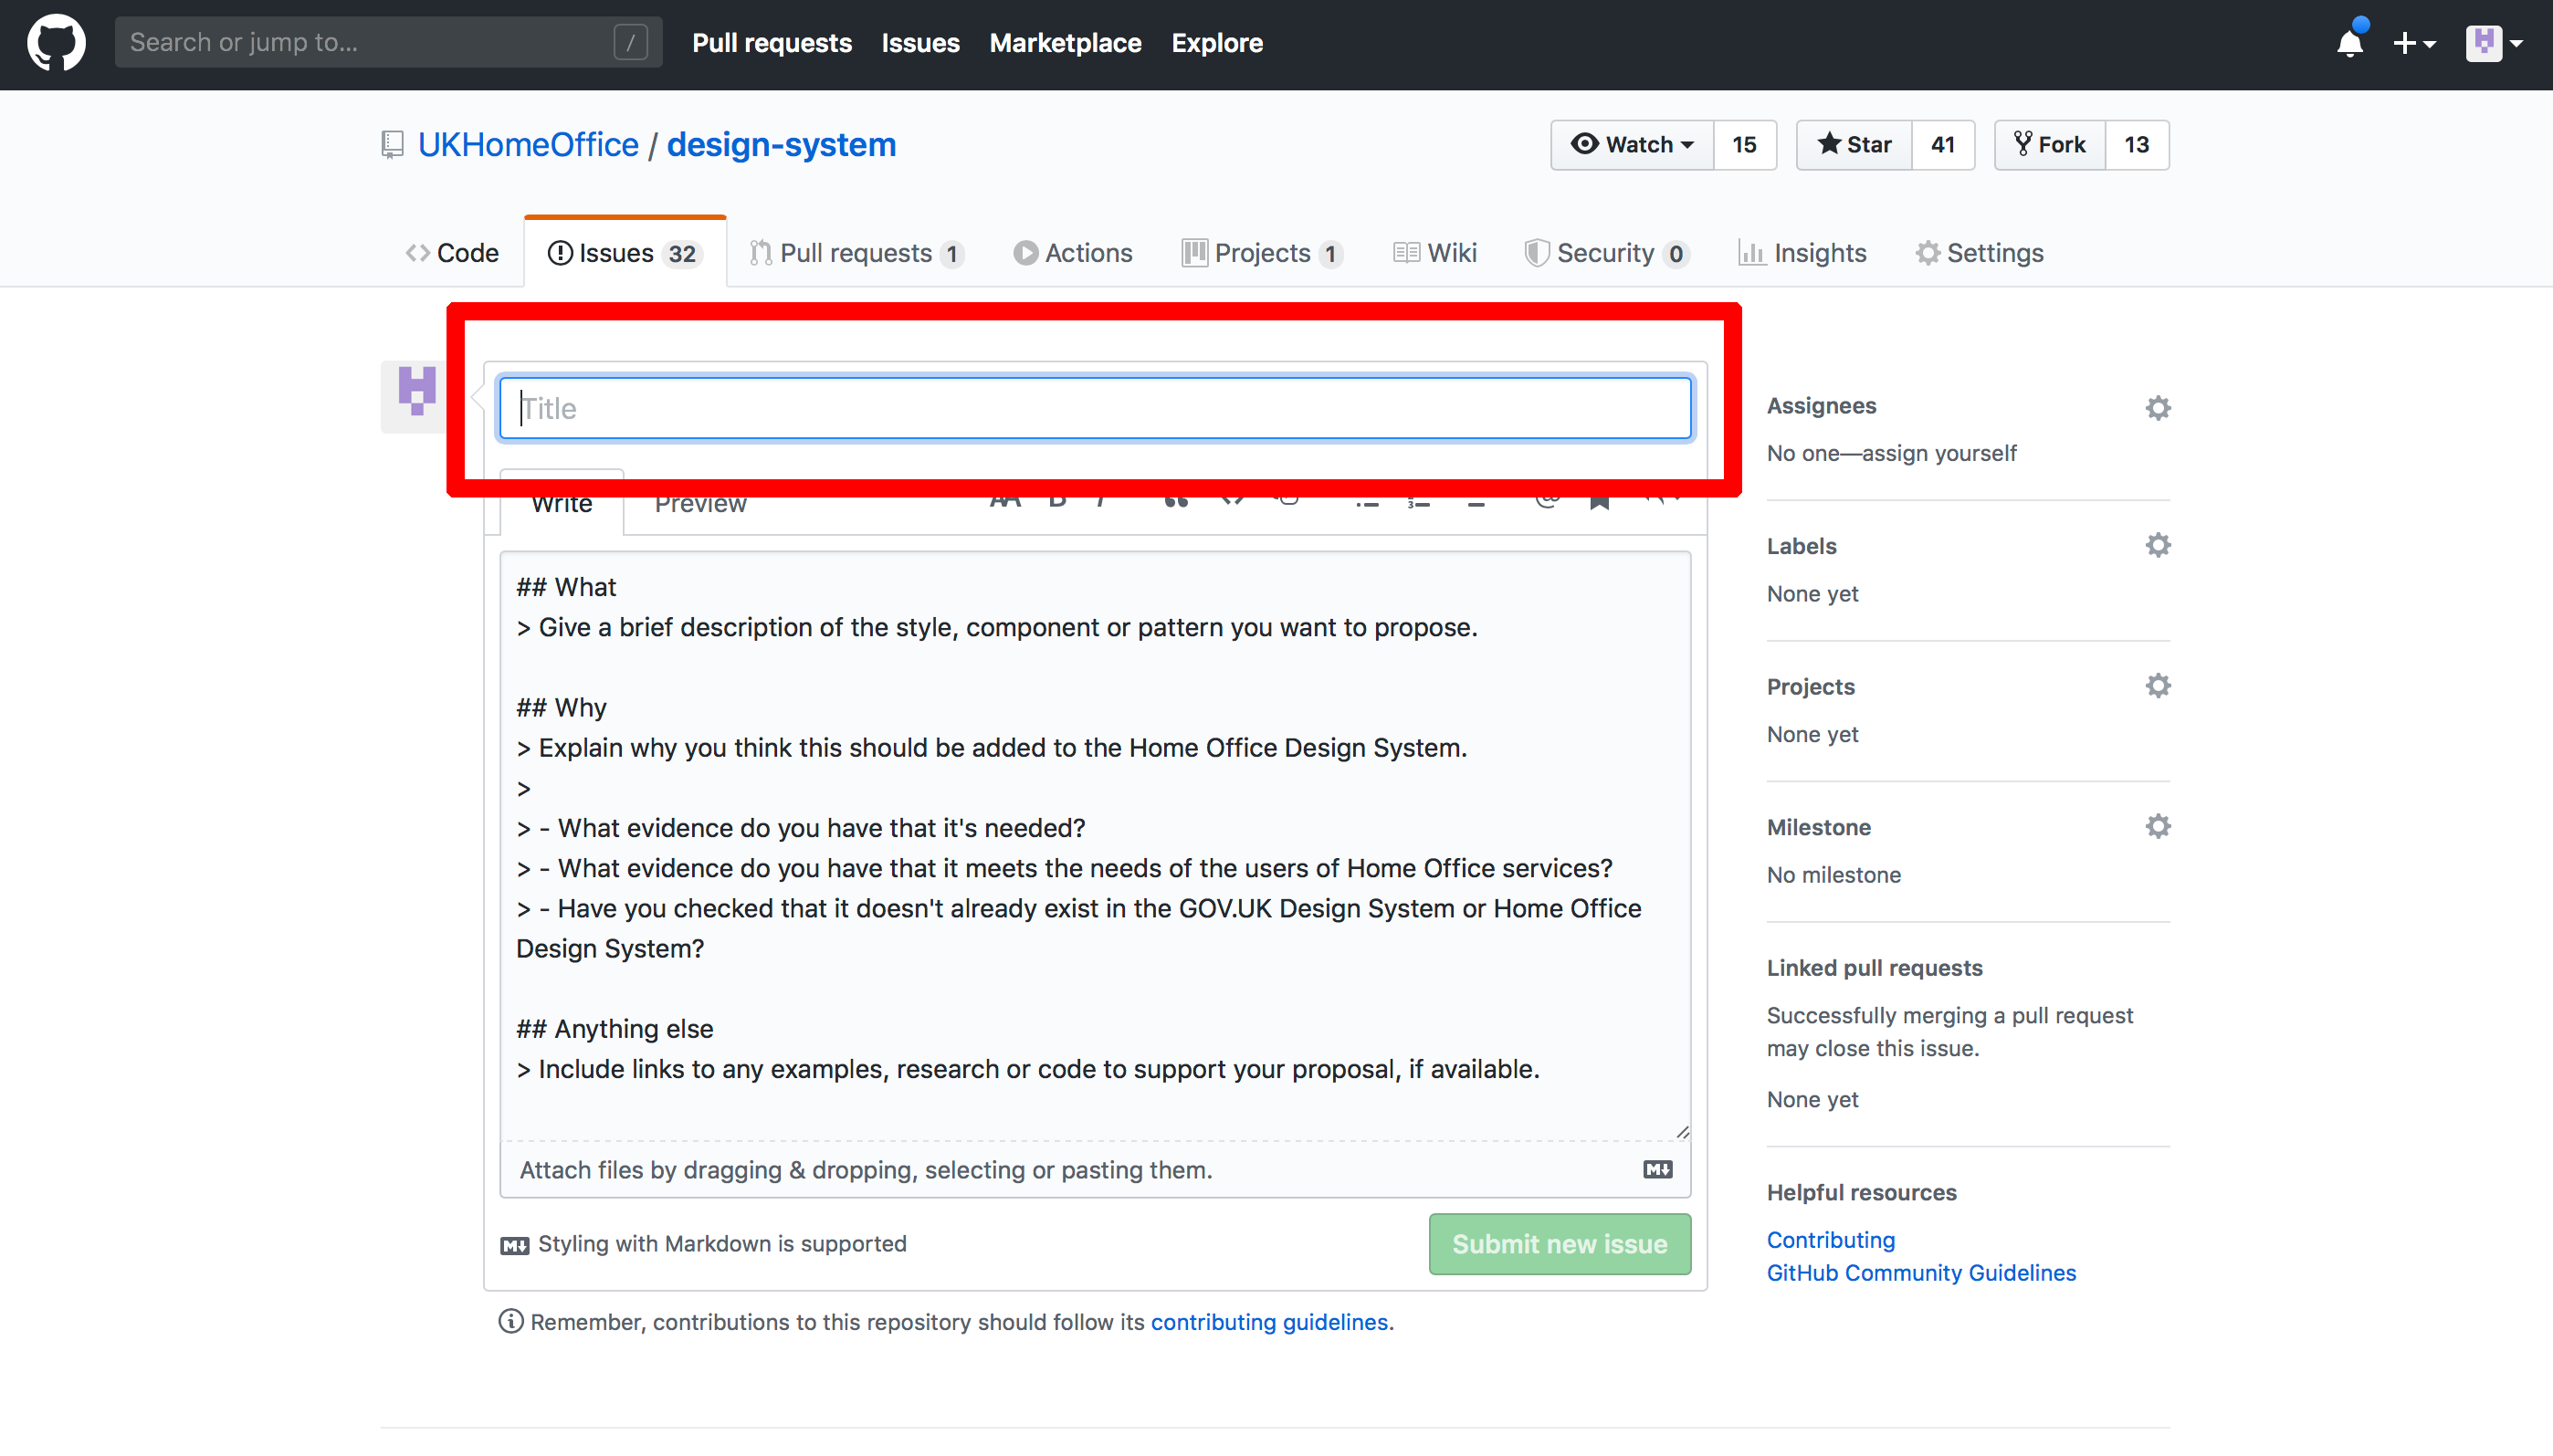 Search or jump to... /
Pull requests Issues Marketplace Explore
UKHomeOffice / design-system
Watch 15 Star 41 Fork 13
Code Issues 32 Pull requests 1 Actions Projects 1 Wiki Security 0 Insights Settings
Title
Write Preview
## What
> Give a brief description of the style, component or pattern you want to propose.
## Why
> Explain why you think this should be added to the Home Office Design System.
>
> - What evidence do you have that it's needed?
> - What evidence do you have that it meets the needs of the users of Home Office services?
> - Have you checked that it doesn't already exist in the GOV.UK Design System or Home Office
Design System?
## Anything else
> Include links to any examples, research or code to support your proposal, if available.
Attach files by dragging & dropping, selecting or pasting them.
Styling with Markdown is supported
Submit new issue
Remember, contributions to this repository should follow its contributing guidelines.
Assignees
No one—assign yourself
Labels
None yet
Projects
None yet
Milestone
No milestone
Linked pull requests
Successfully merging a pull request
may close this issue.
None yet
Helpful resources
Contributing
GitHub Community Guidelines